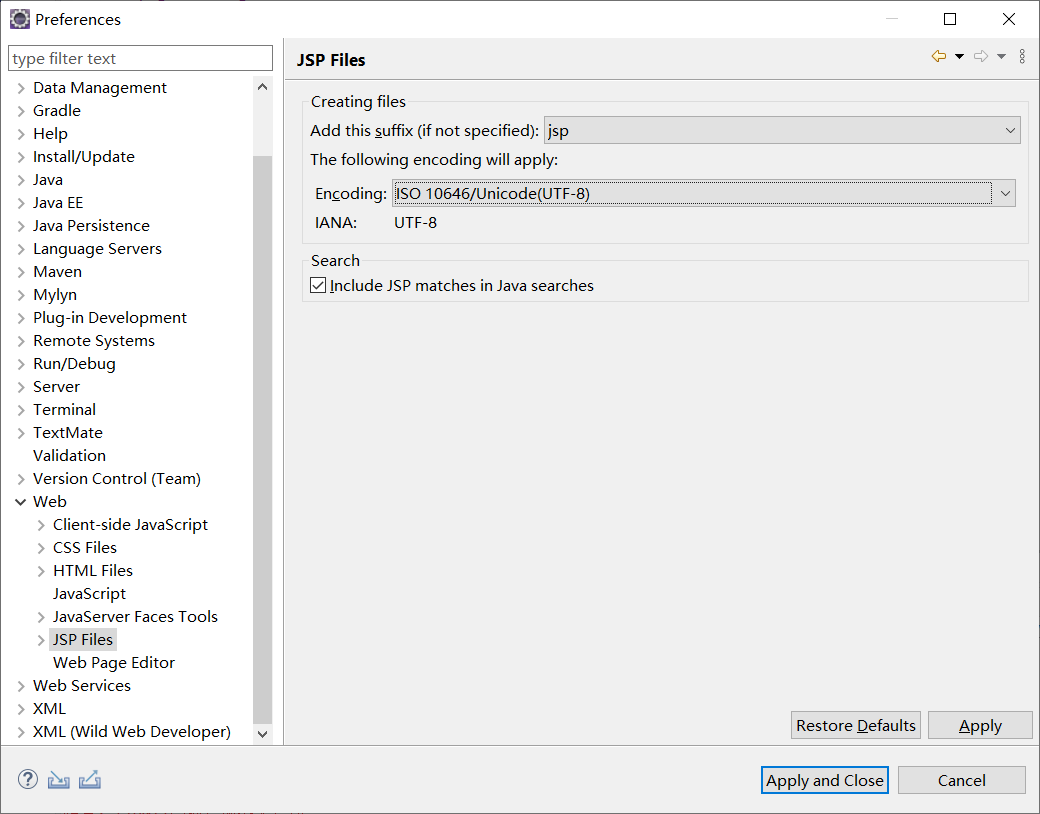 Preferences
type filter text
Data Management
Gradle
Help
Install/Update
Java
Java EE
Java Persistence
Language Servers
Maven
Mylyn
Plug-in Development
Remote Systems
Run/Debug
Server
Terminal
TextMate
Validation
Version Control (Team)
Web
Client-side JavaScript
CSS Files
HTML Files
JavaScript
JavaServer Faces Tools
JSP Files
Web Page Editor
Web Services
XML
XML (Wild Web Developer)
JSP Files
Creating files
Add this suffix (if not specified): jsp
The following encoding will apply:
Encoding: ISO 10646/Unicode(UTF-8)
IANA: UTF-8
Search
Include JSP matches in Java searches
Restore Defaults Apply
Apply and Close Cancel